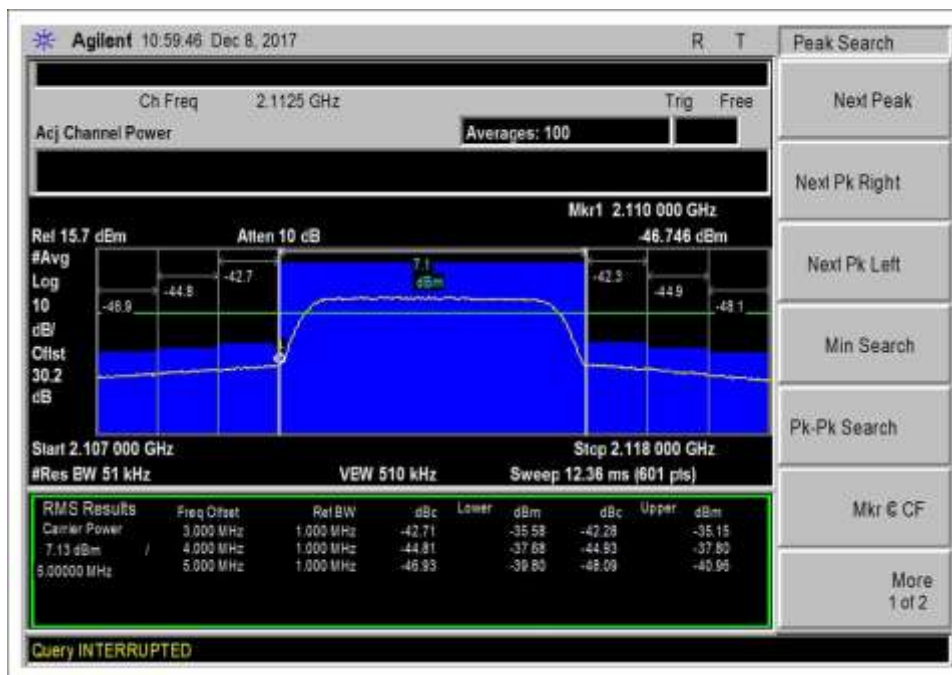 Agilent 10:59:46 Dec 8, 2017 R T
Peak Search
Ch Freq 2.1125 GHz Trig Free
Acj Channel Power Averages: 100
Next Peak
Next Pk Right
Mkr1 2.110 000 GHz
Rel 15.7 dBm Atten 10 dB -46.746 dBm
#Avg
Log
10
dB/
Offst
30.2
dB
-46.9 -44.8 -42.7 7.1 dBm -42.3 -44.9 -48.1
Next Pk Left
Min Search
Pk-Pk Search
Start 2.107 000 GHz Stop 2.118 000 GHz
#Res BW 51 kHz VBW 510 kHz Sweep 12.36 ms (601 pts)
RMS Results Freq Offset Ref BW dBc Lower dBm dBc Upper dBm
Carrier Power 3.000 MHz 1.000 MHz -42.71 -35.58 -42.28 -35.15
7.13 dBm / 4.000 MHz 1.000 MHz -44.81 -37.68 -44.93 -37.80
5.00000 MHz 5.000 MHz 1.000 MHz -46.93 -39.80 -48.09 -40.96
Mkr @ CF
More
1 of 2
Query INTERRUPTED